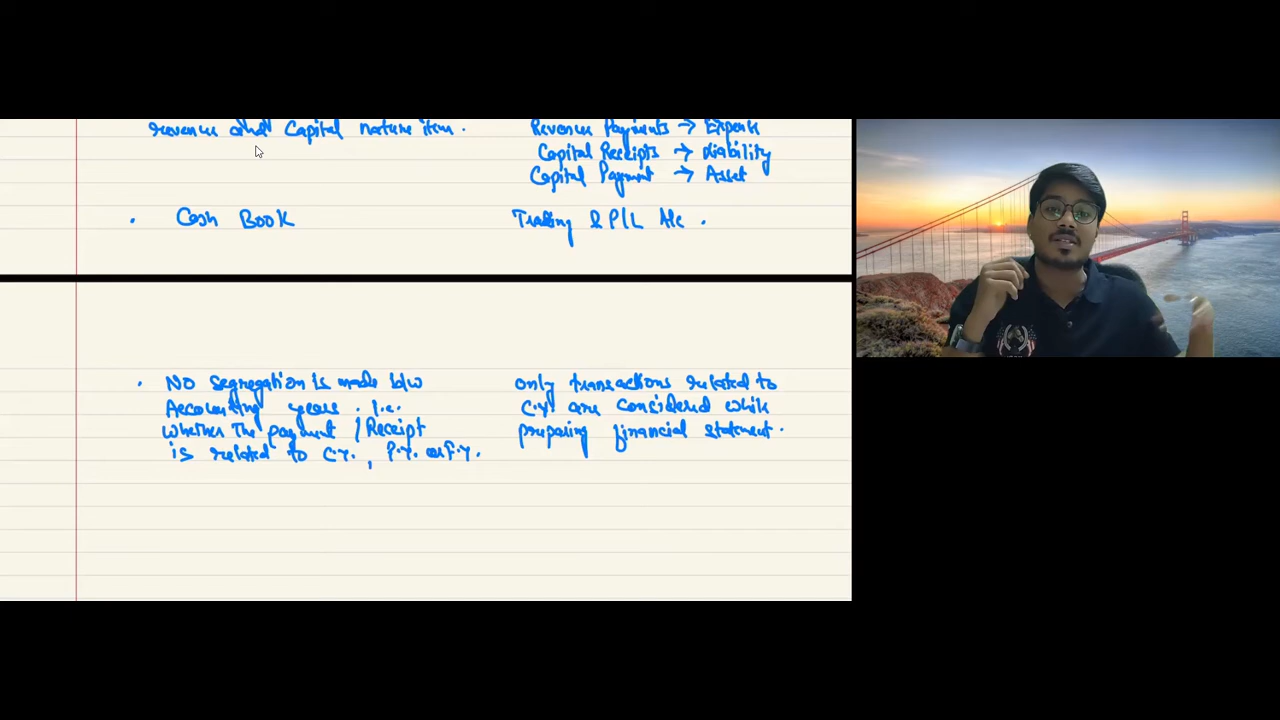 revenue and Capital nature item.
Revenue Payments → Expense
Capital Receipts → Liability
Capital Payment → Asset
• Cash Book
Trading & P/L A/c .
• No segregation is made b/w
Accounting years. I.e.
whether The payment / Receipt
is related to C.Y. , P.Y. or F.Y.
only transactions related to
C.Y. are considered while
preparing financial statement.